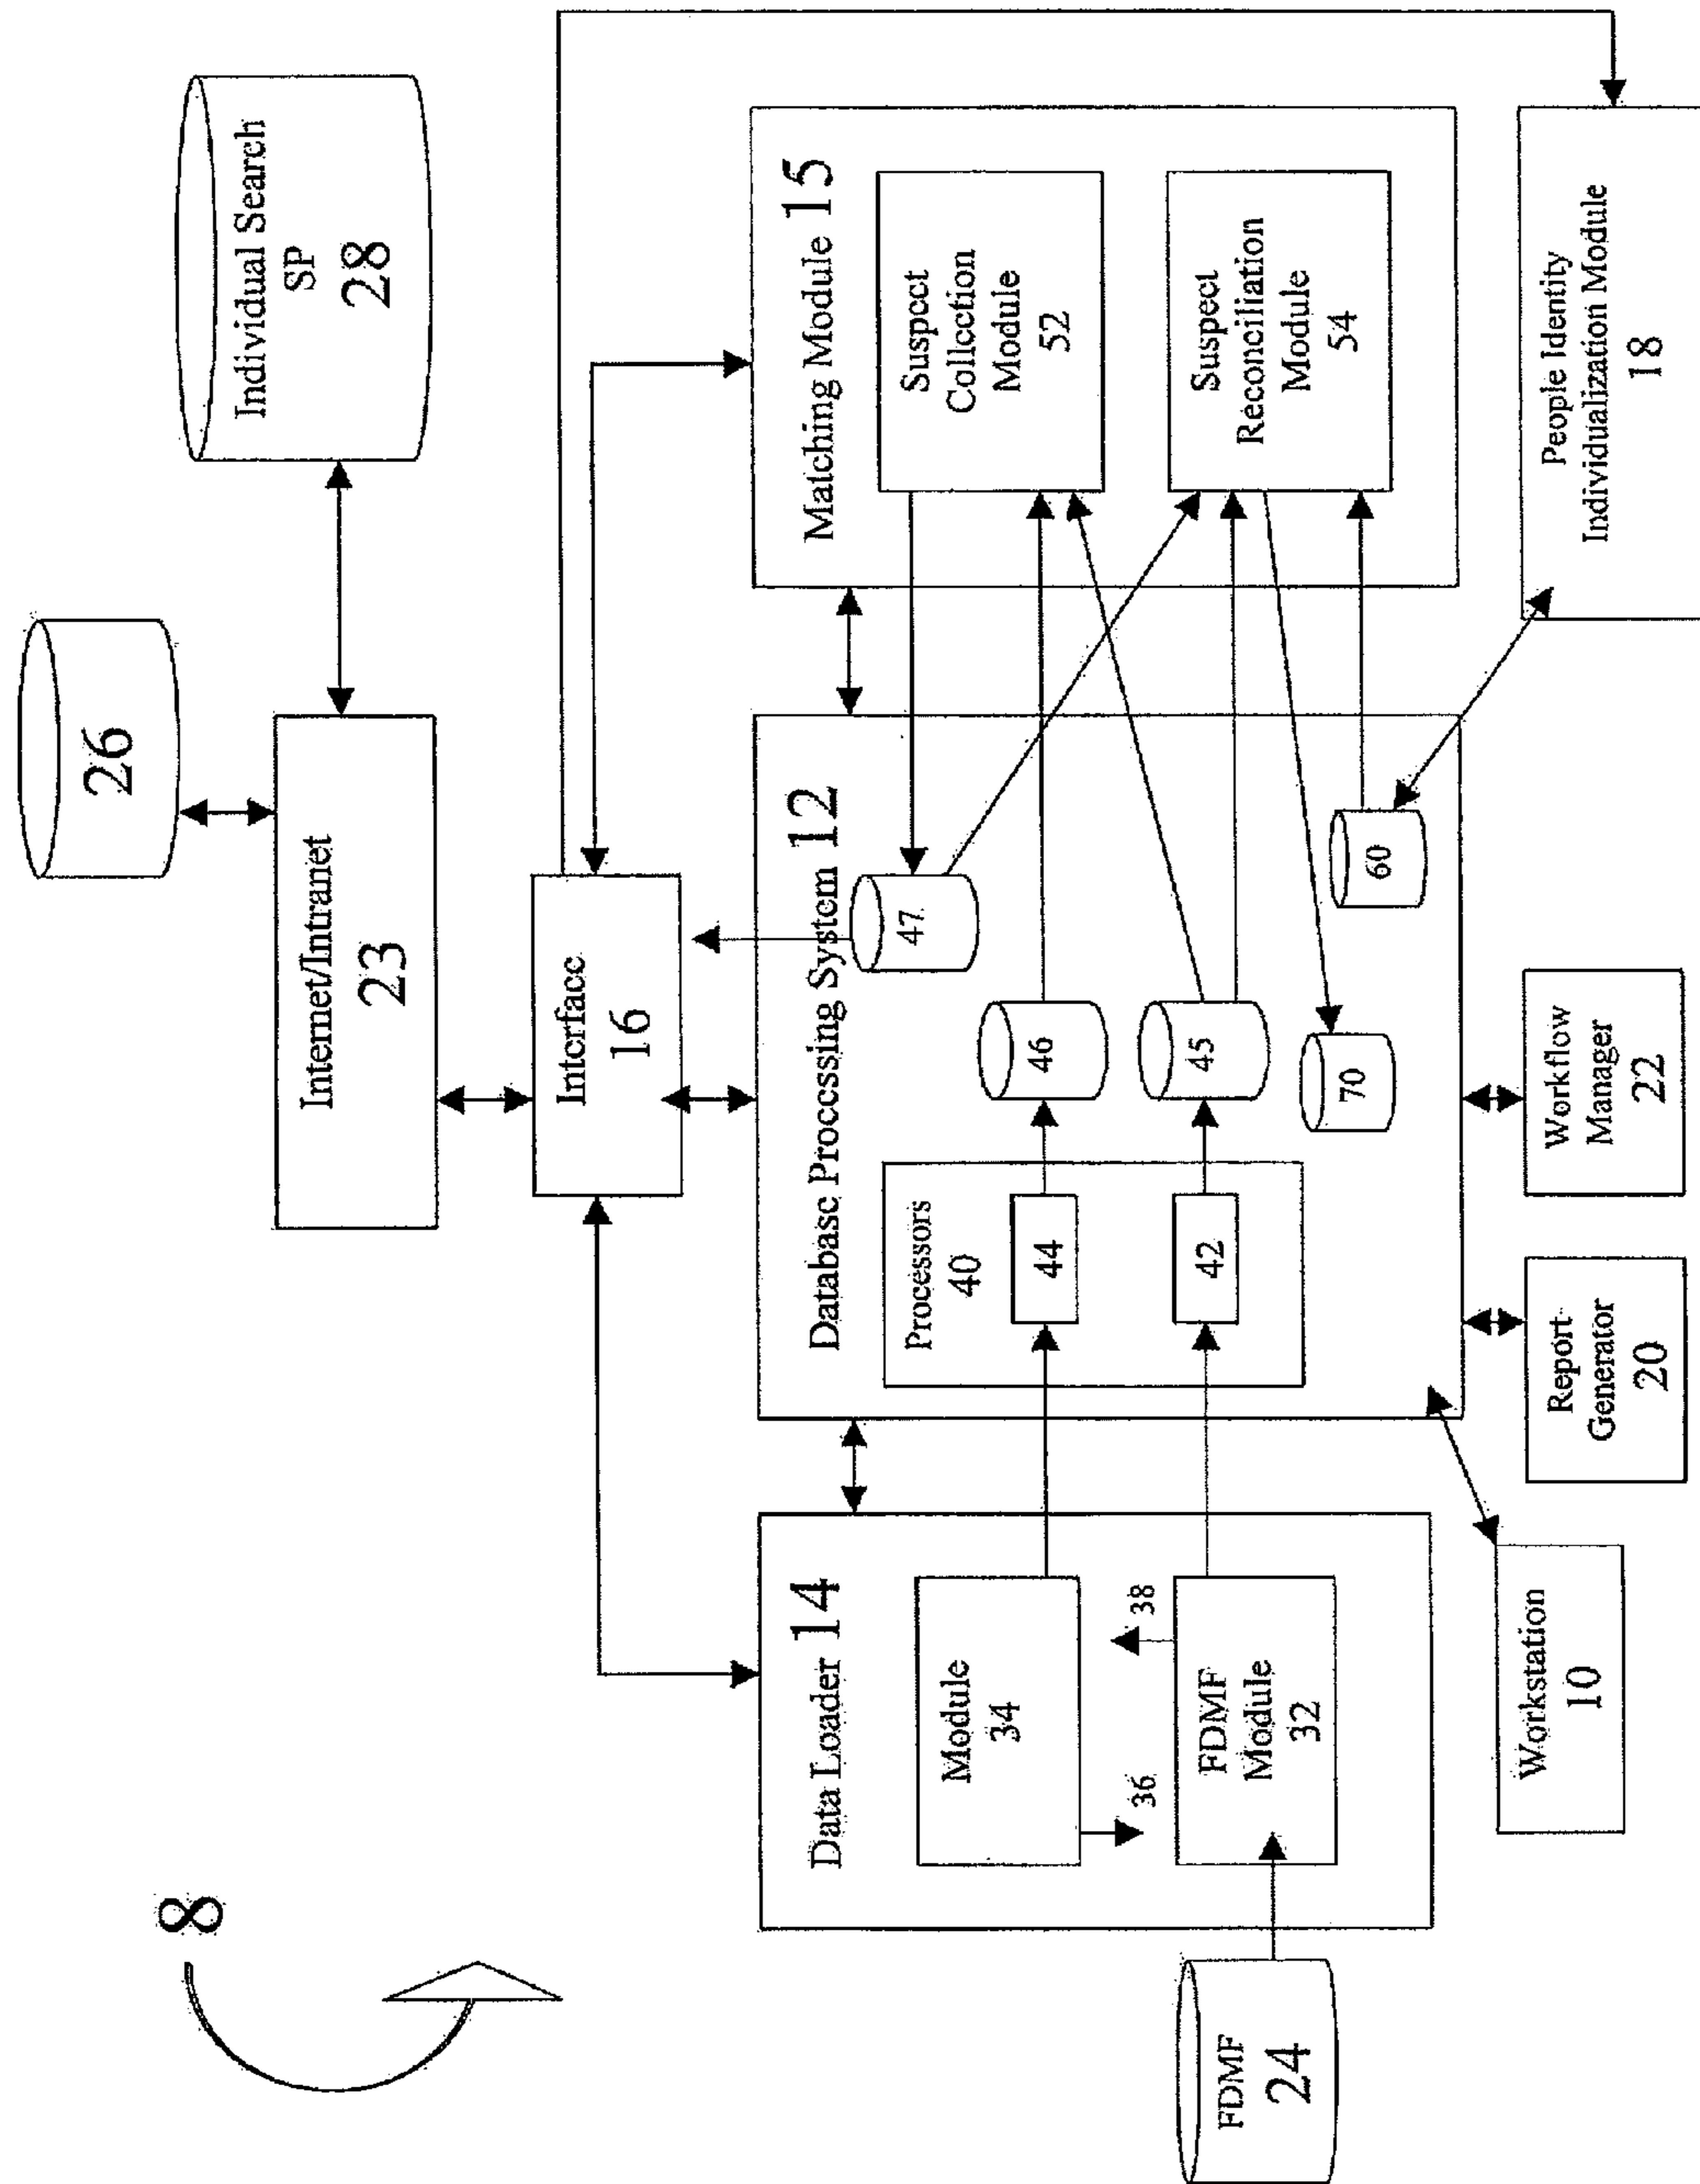 8
26
Individual Search
SP
28
Internet/Intranet
23
Interface
16
Data Loader 14
Module
34
36
38
FDMF
Module
32
FDMF
24
Database Processing System 12
Processors
40
44
42
47
46
45
70
60
Matching Module 15
Suspect
Collection
Module
52
Suspect
Reconciliation
Module
54
Workstation
10
Report
Generator
20
Workflow
Manager
22
People Identity
Individualization Module
18